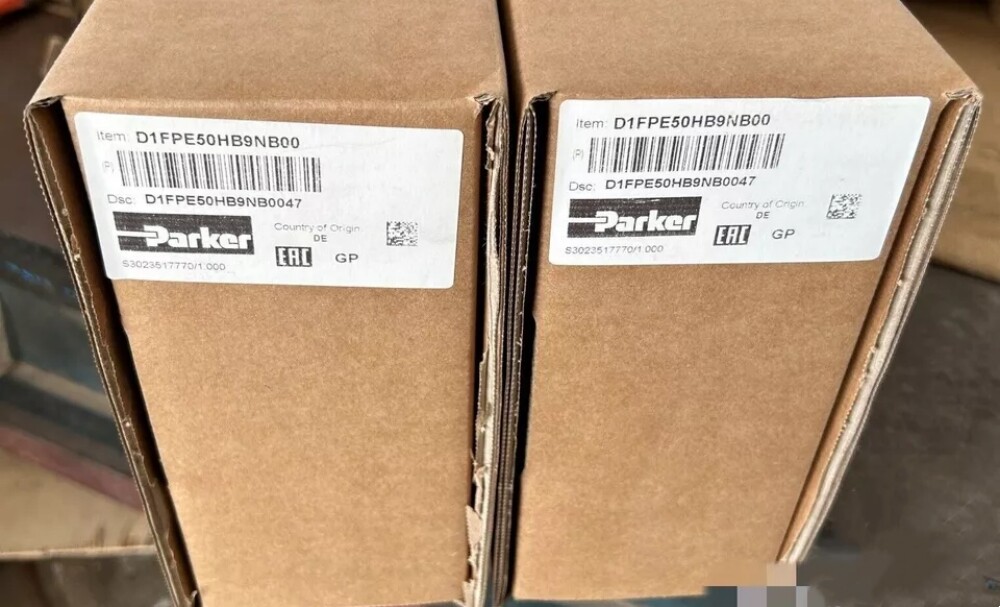 Item: D1FPE50HB9NB00
(P)
Dsc: D1FPE50HB9NB0047
Parker
Country of Origin:
DE
EAC GP
S3023517770/1.000
Item: D1FPE50HB9NB00
(P)
Dsc: D1FPE50HB9NB0047
Parker
Country of Origin:
DE
EAC GP
S3023517770/1.000